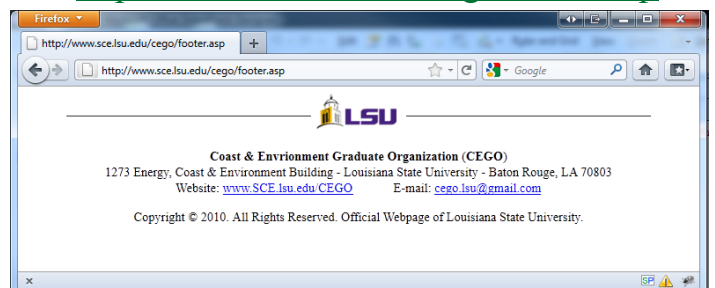 Firefox
http://www.sce.lsu.edu/cego/footer.asp
http://www.sce.lsu.edu/cego/footer.asp
Google
LSU
Coast & Envrionment Graduate Organization (CEGO)
1273 Energy, Coast & Environment Building - Louisiana State University - Baton Rouge, LA 70803
Website: www.SCE.lsu.edu/CEGO E-mail: cego.lsu@gmail.com
Copyright © 2010. All Rights Reserved. Official Webpage of Louisiana State University.
SP